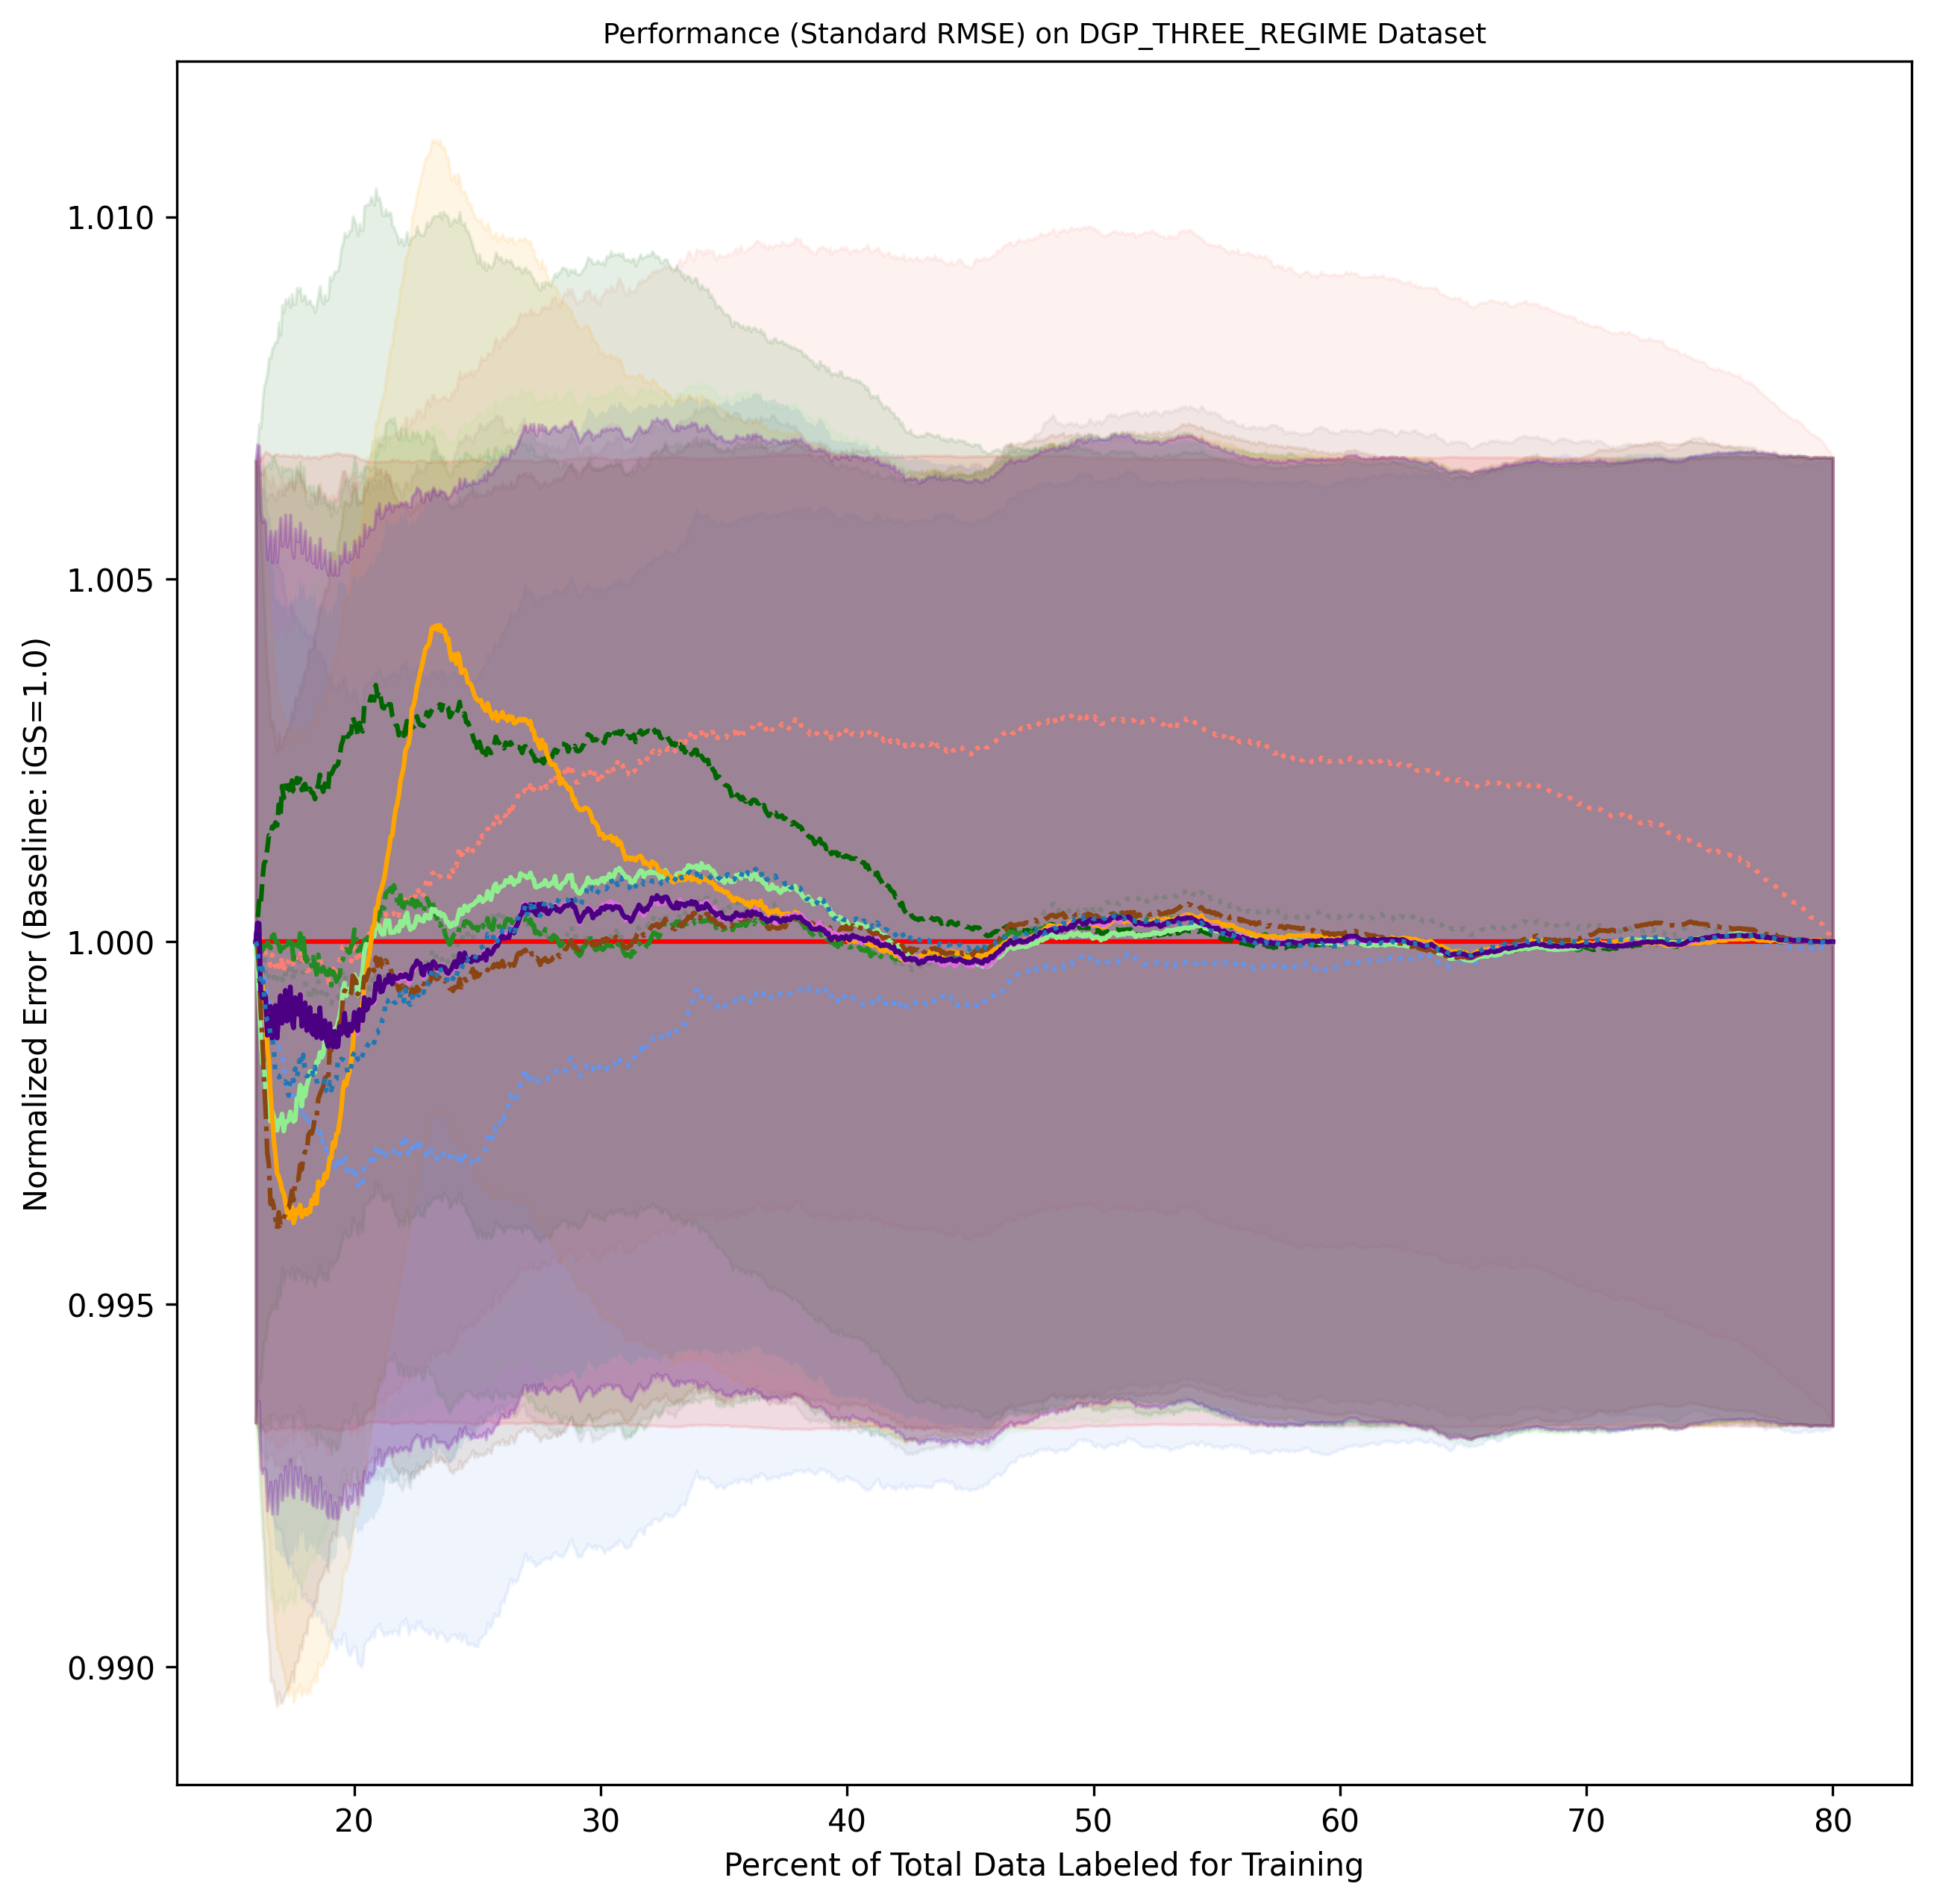 Performance (Standard RMSE) on DGP_THREE_REGIME Dataset
Normalized Error (Baseline: iGS=1.0)
1.010
1.005
1.000
0.995
0.990
20 30 40 50 60 70 80
Percent of Total Data Labeled for Training